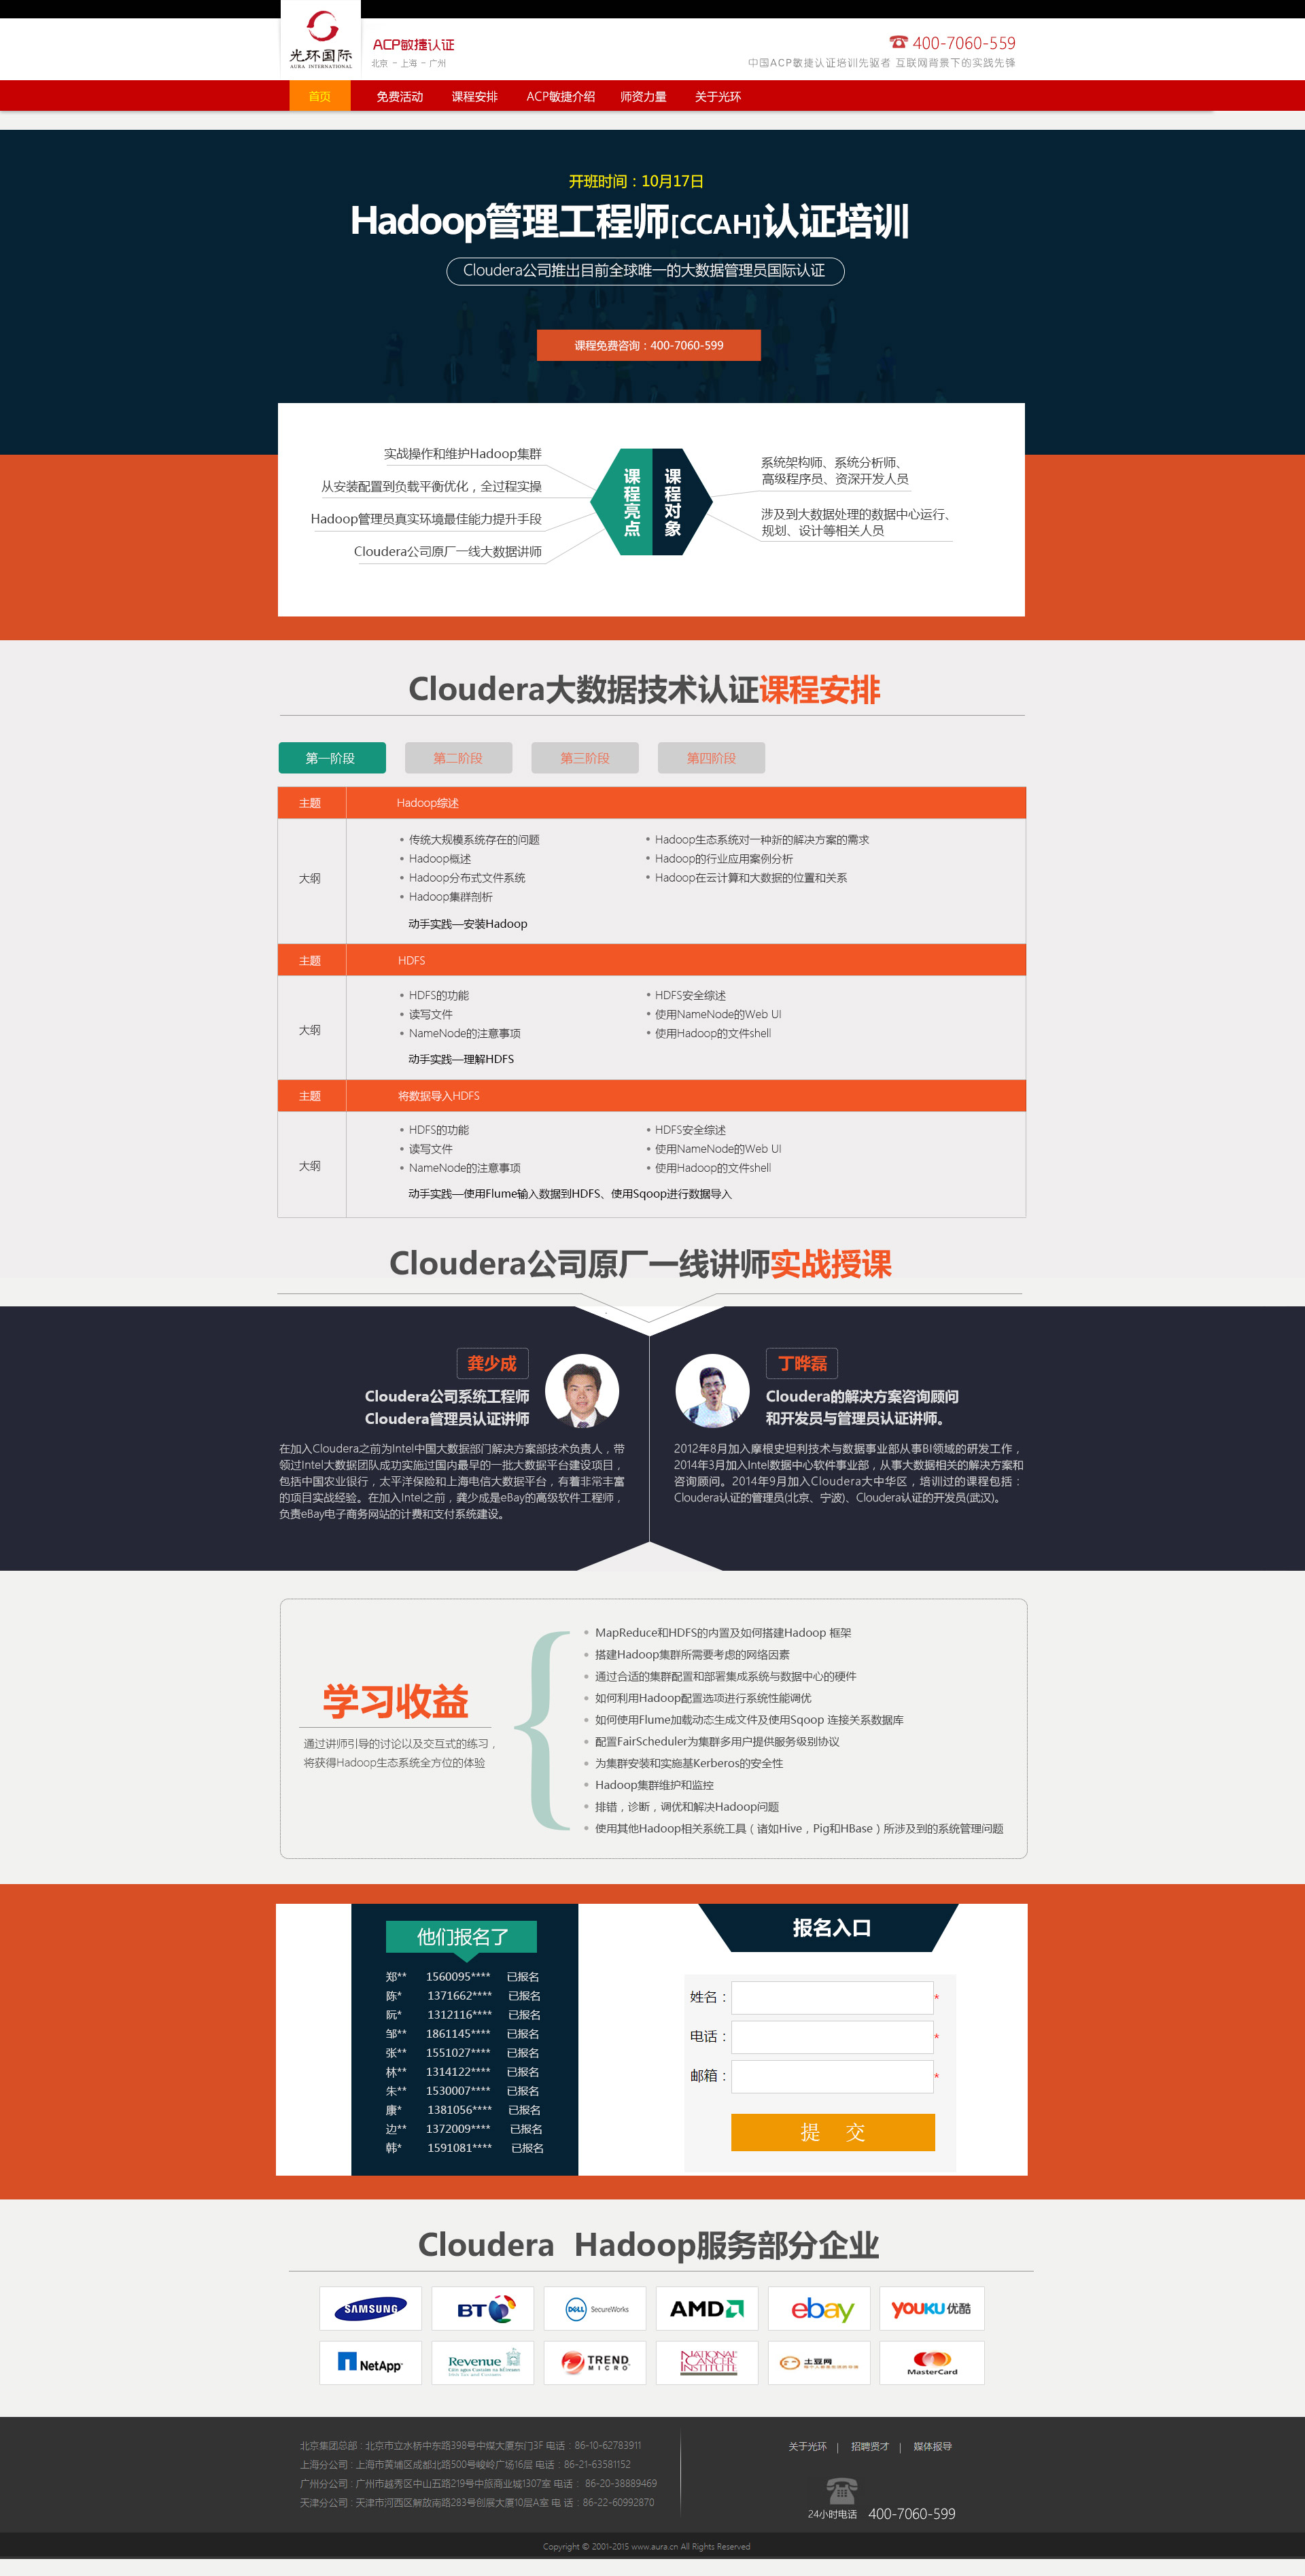 光环国际
AURA INTERNATIONAL
ACP敏捷认证
北京 - 上海 - 广州
400-7060-559
中国ACP敏捷认证培训先驱者 互联网背景下的实践先锋
首页 免费活动 课程安排 ACP敏捷介绍 师资力量 关于光环
开班时间：10月17日
Hadoop管理工程师[CCAH]认证培训
Cloudera公司推出目前全球唯一的大数据管理员国际认证
课程免费咨询：400-7060-599
实战操作和维护Hadoop集群
从安装配置到负载平衡优化，全过程实操
Hadoop管理员真实环境最佳能力提升手段
Cloudera公司原厂一线大数据讲师
课程亮点
课程对象
系统架构师、系统分析师、
高级程序员、资深开发人员
涉及到大数据处理的数据中心运行、
规划、设计等相关人员
Cloudera大数据技术认证课程安排
第一阶段 第二阶段 第三阶段 第四阶段
主题 Hadoop综述
大纲
传统大规模系统存在的问题
Hadoop概述
Hadoop分布式文件系统
Hadoop集群剖析
Hadoop生态系统对一种新的解决方案的需求
Hadoop的行业应用案例分析
Hadoop在云计算和大数据的位置和关系
动手实践—安装Hadoop
主题 HDFS
大纲
HDFS的功能
读写文件
NameNode的注意事项
HDFS安全综述
使用NameNode的Web UI
使用Hadoop的文件shell
动手实践—理解HDFS
主题 将数据导入HDFS
大纲
HDFS的功能
读写文件
NameNode的注意事项
HDFS安全综述
使用NameNode的Web UI
使用Hadoop的文件shell
动手实践—使用Flume输入数据到HDFS、使用Sqoop进行数据导入
Cloudera公司原厂一线讲师实战授课
龚少成
Cloudera公司系统工程师
Cloudera管理员认证讲师
在加入Cloudera之前为Intel中国大数据部门解决方案部技术负责人，带
领过Intel大数据团队成功实施过国内最早的一批大数据平台建设项目，
包括中国农业银行，太平洋保险和上海电信大数据平台，有着非常丰富
的项目实战经验。在加入Intel之前，龚少成是eBay的高级软件工程师，
负责eBay电子商务网站的计费和支付系统建设。
丁晔磊
Cloudera的解决方案咨询顾问
和开发员与管理员认证讲师。
2012年8月加入摩根史坦利技术与数据事业部从事BI领域的研发工作，
2014年3月加入Intel数据中心软件事业部，从事大数据相关的解决方案和
咨询顾问。2014年9月加入Cloudera大中华区，培训过的课程包括：
Cloudera认证的管理员(北京、宁波)、Cloudera认证的开发员(武汉)。
学习收益
通过讲师引导的讨论以及交互式的练习，
将获得Hadoop生态系统全方位的体验
MapReduce和HDFS的内置及如何搭建Hadoop 框架
搭建Hadoop集群所需要考虑的网络因素
通过合适的集群配置和部署集成系统与数据中心的硬件
如何利用Hadoop配置选项进行系统性能调优
如何使用Flume加载动态生成文件及使用Sqoop 连接关系数据库
配置FairScheduler为集群多用户提供服务级别协议
为集群安装和实施基Kerberos的安全性
Hadoop集群维护和监控
排错，诊断，调优和解决Hadoop问题
使用其他Hadoop相关系统工具（诸如Hive，Pig和HBase）所涉及到的系统管理问题
他们报名了
郑** 1560095**** 已报名
陈* 1371662**** 已报名
阮* 1312116**** 已报名
邹** 1861145**** 已报名
张** 1551027**** 已报名
林** 1314122**** 已报名
朱** 1530007**** 已报名
康* 1381056**** 已报名
边** 1372009**** 已报名
韩* 1591081**** 已报名
报名入口
姓名： *
电话： *
邮箱： *
提 交
Cloudera Hadoop服务部分企业
SAMSUNG BT DELL SecureWorks AMD ebay YOUKU优酷
NetApp Revenue TREND MICRO NATIONAL CANCER INSTITUTE 土豆网 MasterCard
北京集团总部：北京市立水桥中东路398号中煤大厦东门3F 电话：86-10-62783911
上海分公司：上海市黄埔区成都北路500号峻岭广场16层 电话：86-21-63581152
广州分公司：广州市越秀区中山五路219号中旅商业城1307室 电话： 86-20-38889469
天津分公司：天津市河西区解放南路283号创展大厦10层A室 电 话：86-22-60992870
关于光环 | 招聘贤才 | 媒体报导
24小时电话 400-7060-599
Copyright © 2001-2015 www.aura.cn All Rights Reserved